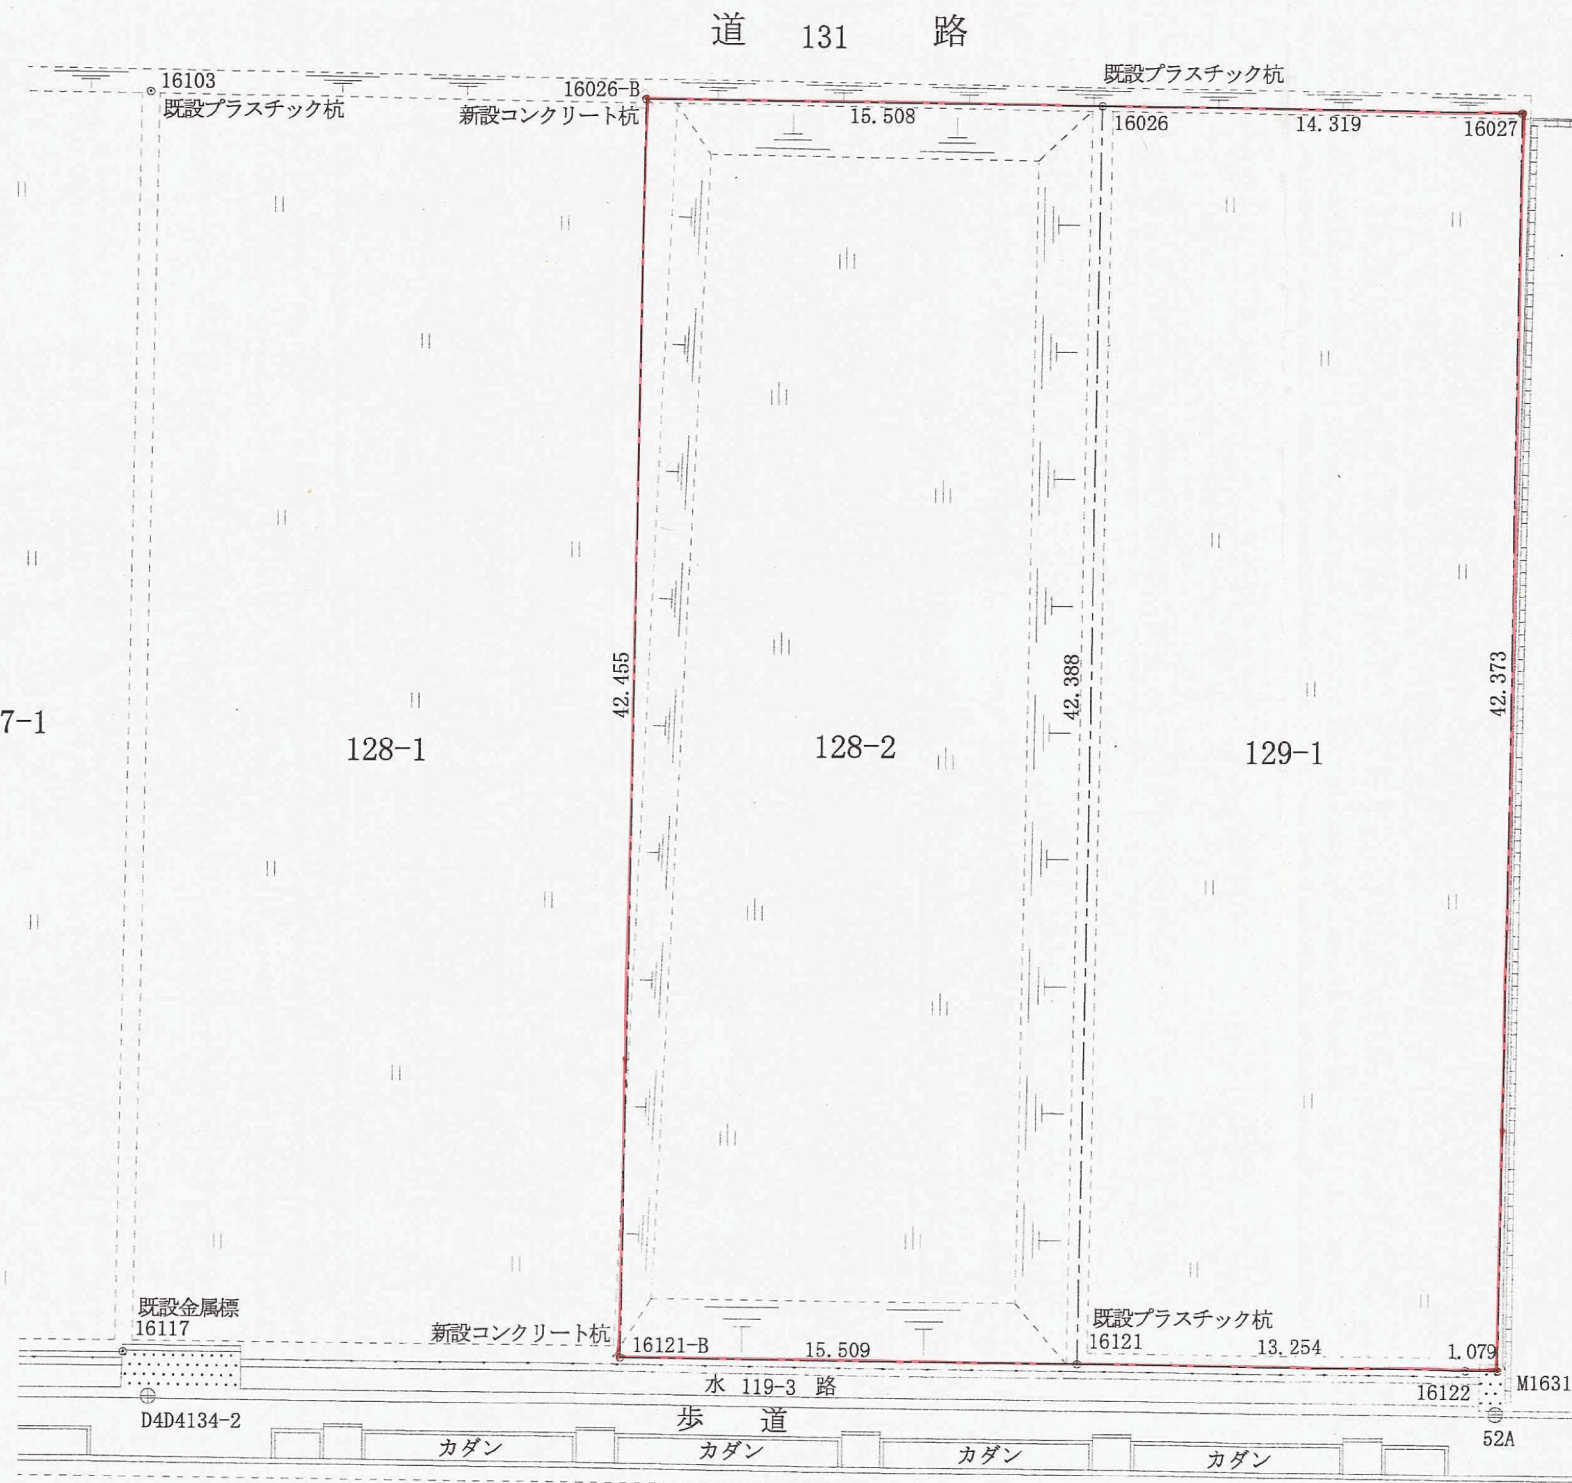 道 131 路
16103
既設プラスチック杭
16026-B
新設コンクリート杭
15.508
既設プラスチック杭
16026
14.319
16027
42.455
42.388
42.373
7-1
128-1
128-2
129-1
既設金属標
16117
新設コンクリート杭
16121-B
15.509
既設プラスチック杭
16121
13.254
1.079
水 119-3 路
16122
M1631
D4D4134-2
歩 道
52A
カダン
カダン
カダン
カダン